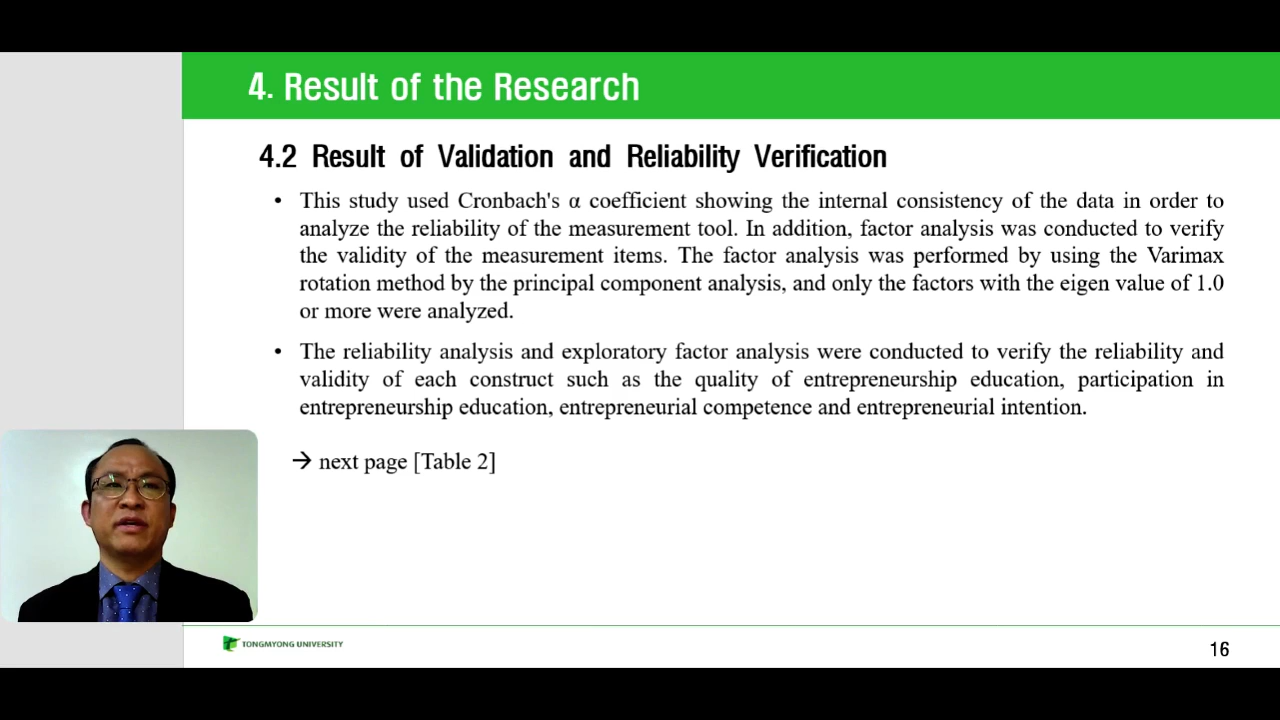 4. Result of the Research
4.2 Result of Validation and Reliability Verification
• This study used Cronbach's α coefficient showing the internal consistency of the data in order to
analyze the reliability of the measurement tool. In addition, factor analysis was conducted to verify
the validity of the measurement items. The factor analysis was performed by using the Varimax
rotation method by the principal component analysis, and only the factors with the eigen value of 1.0
or more were analyzed.
• The reliability analysis and exploratory factor analysis were conducted to verify the reliability and
validity of each construct such as the quality of entrepreneurship education, participation in
entrepreneurship education, entrepreneurial competence and entrepreneurial intention.
→ next page [Table 2]
TONGMYONG UNIVERSITY
16